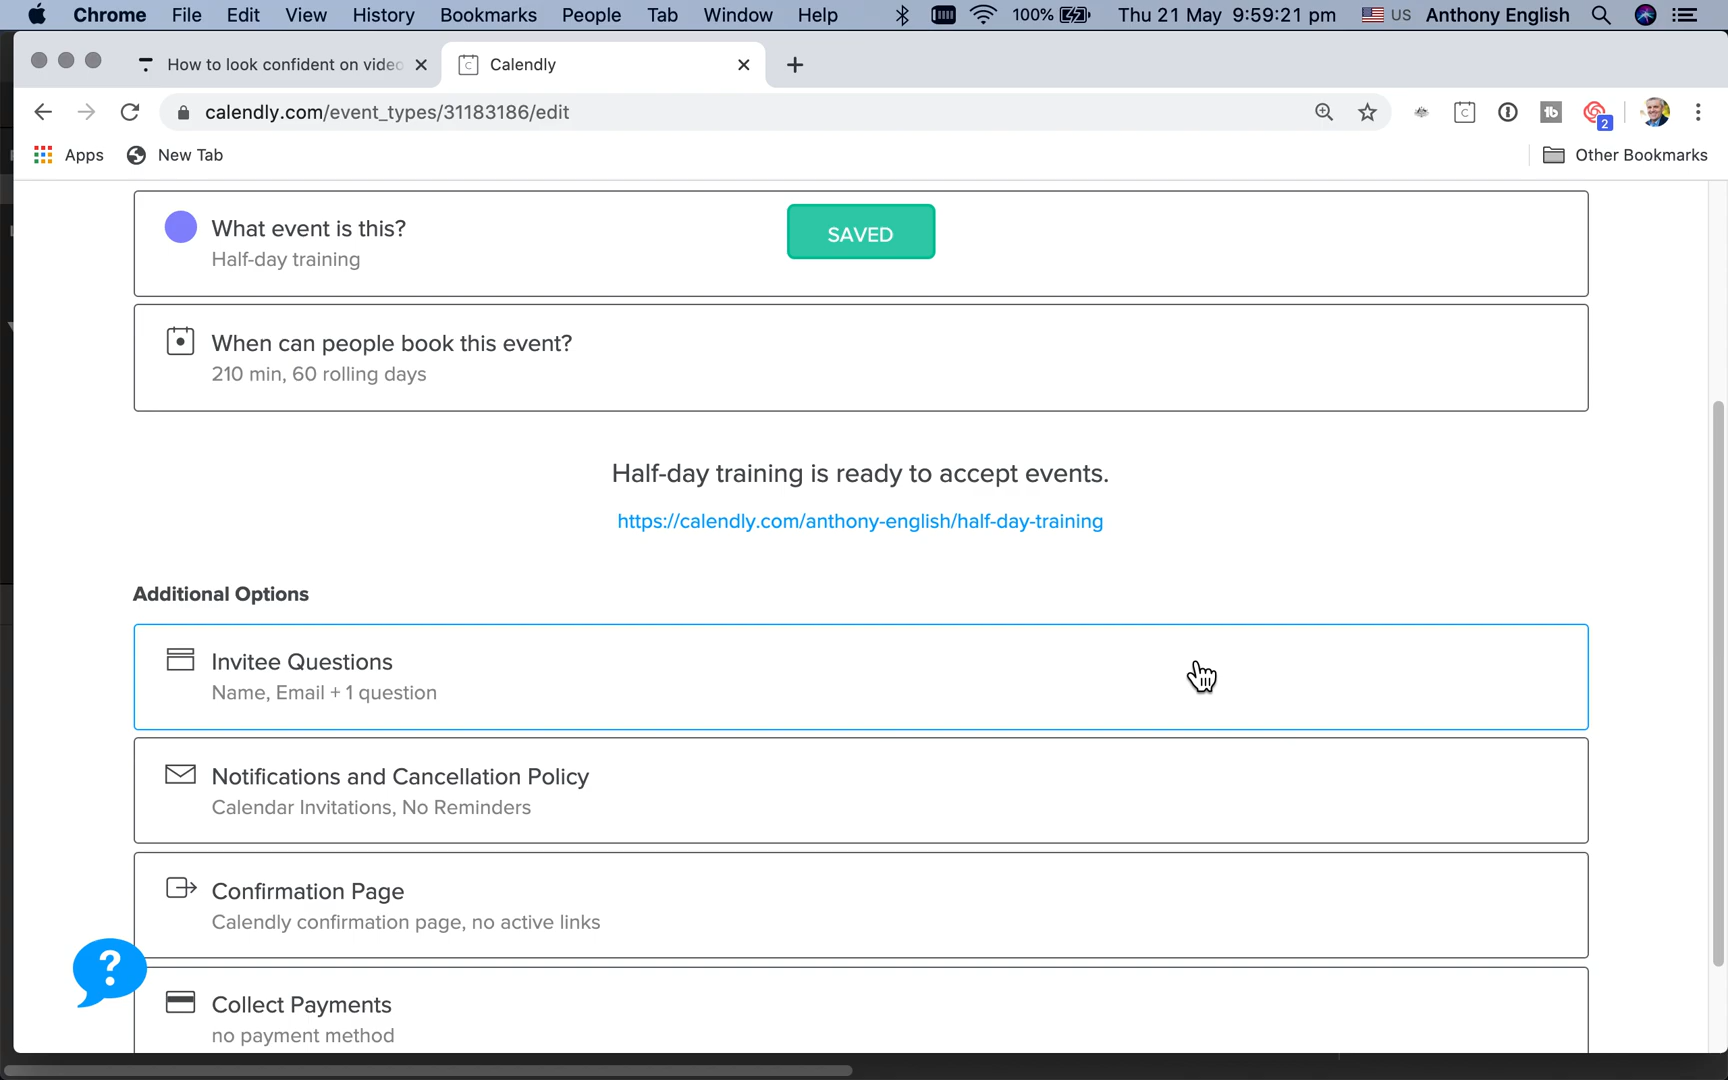 Chrome File Edit View History Bookmarks People Tab Window Help 100% Thu 21 May 9:59:21 pm US Anthony English
How to look confident on video Calendly
calendly.com/event_types/31183186/edit
tb
2
Apps New Tab Other Bookmarks
What event is this?
Half-day training
SAVED
When can people book this event?
210 min, 60 rolling days
Half-day training is ready to accept events.
https://calendly.com/anthony-english/half-day-training
Additional Options
Invitee Questions
Name, Email + 1 question
Notifications and Cancellation Policy
Calendar Invitations, No Reminders
Confirmation Page
Calendly confirmation page, no active links
?
Collect Payments
no payment method